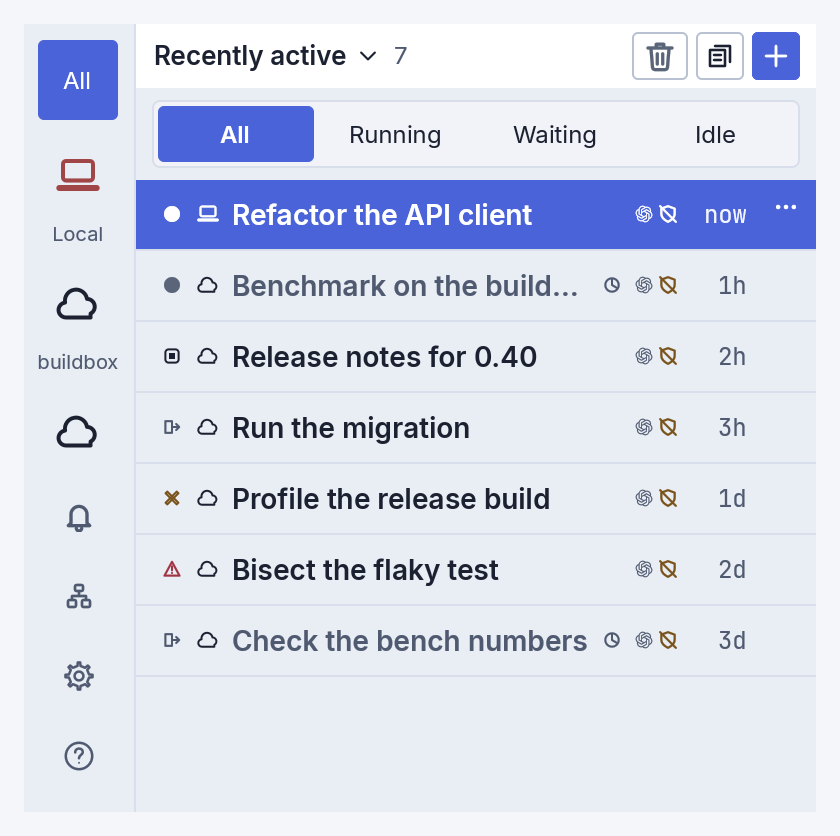 All
Recently active 7
All Running Waiting Idle
Local
buildbox
Refactor the API client now
Benchmark on the build... 1h
Release notes for 0.40 2h
Run the migration 3h
Profile the release build 1d
Bisect the flaky test 2d
Check the bench numbers 3d